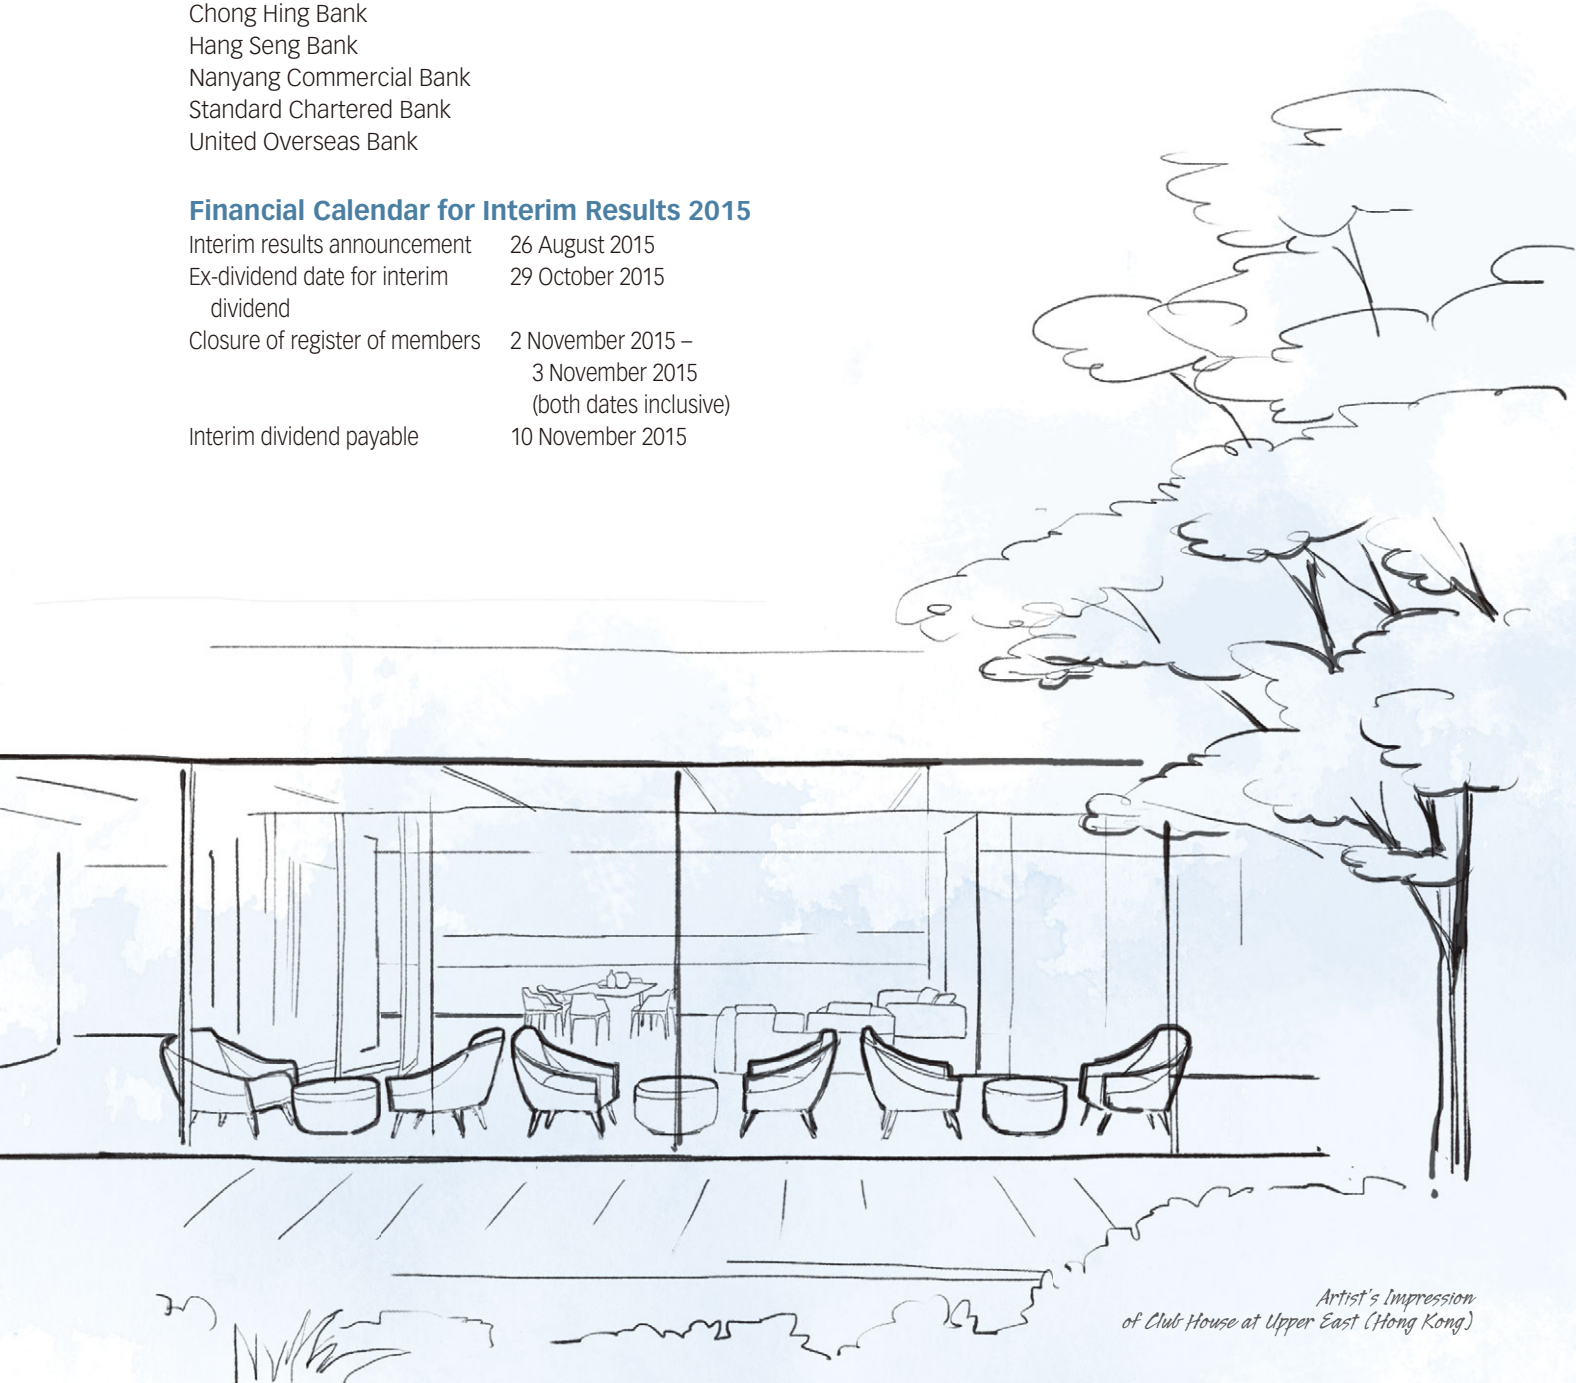 Chong Hing Bank
Hang Seng Bank
Nanyang Commercial Bank
Standard Chartered Bank
United Overseas Bank
Financial Calendar for Interim Results 2015
Interim results announcement 26 August 2015
Ex-dividend date for interim 29 October 2015
dividend
Closure of register of members 2 November 2015 –
3 November 2015
(both dates inclusive)
Interim dividend payable 10 November 2015
Artist's Impression
of Club House at Upper East (Hong Kong)